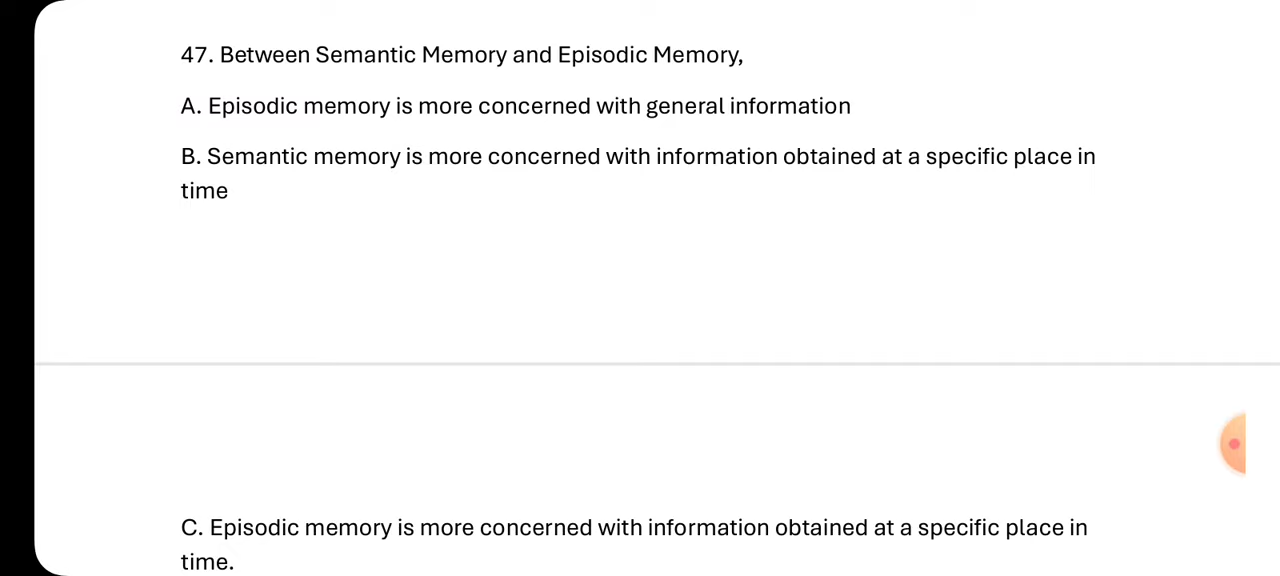 47. Between Semantic Memory and Episodic Memory,
A. Episodic memory is more concerned with general information
B. Semantic memory is more concerned with information obtained at a specific place in
time
C. Episodic memory is more concerned with information obtained at a specific place in
time.